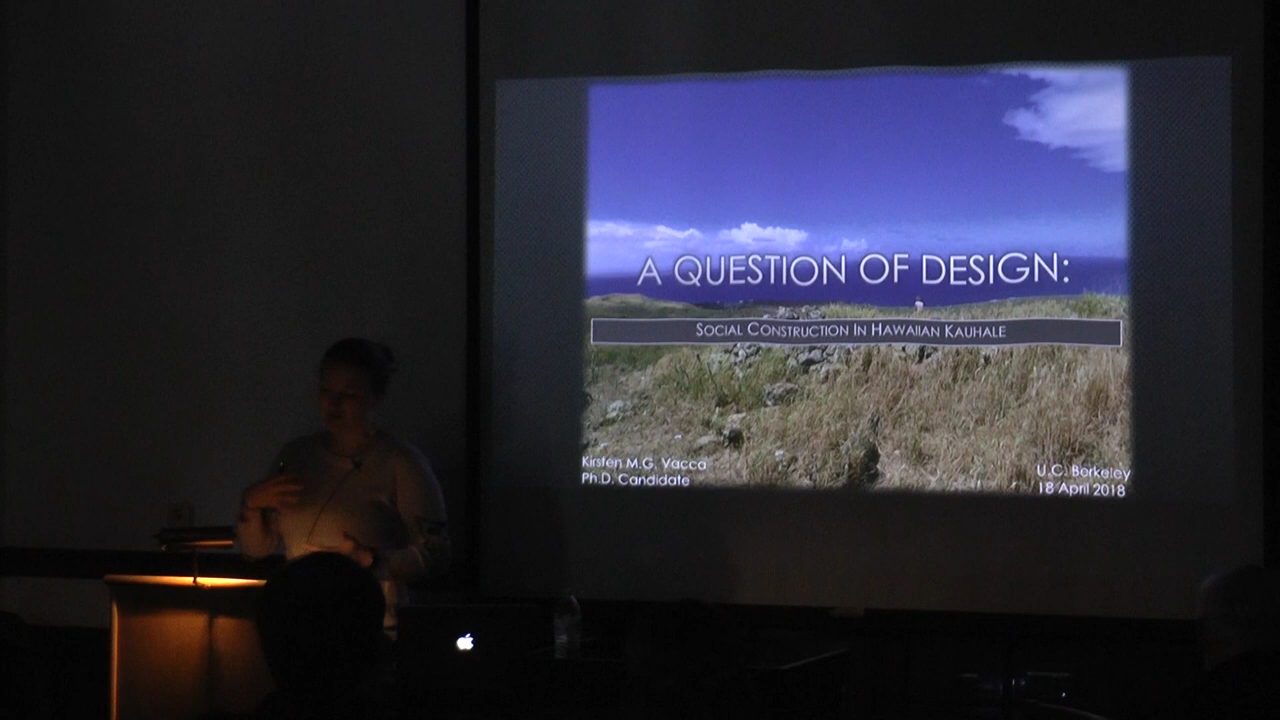 A QUESTION OF DESIGN:
SOCIAL CONSTRUCTION IN HAWAIIAN KAUHALE
Kirsten M.G. Vacca
Ph.D. Candidate
U.C. Berkeley
18 April 2018